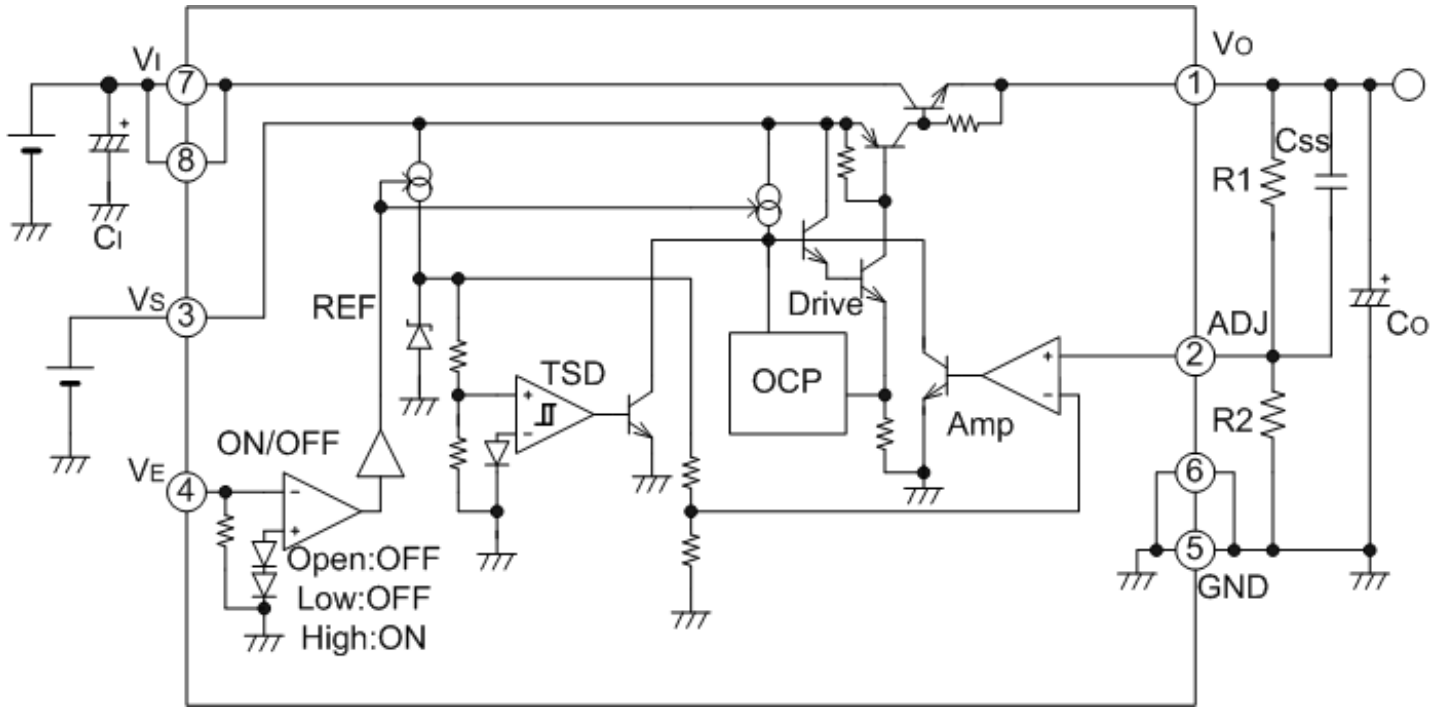 VI
7
8
CI
VS
3
VE
4
ON/OFF
Open:OFF
Low:OFF
High:ON
REF
TSD
Drive
OCP
Amp
VO
1
Css
R1
ADJ
2
R2
CO
6
5
GND
+
+
-
+
+
-
+
-
+